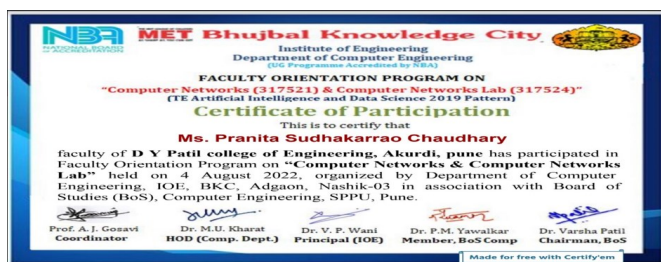 NBA
NATIONAL BOARD
OF ACCREDITATION
MET Bhujbal Knowledge City
Institute of Engineering
Department of Computer Engineering
(UG Programme Accredited by NBA)
FACULTY ORIENTATION PROGRAM ON
"Computer Networks (317521) & Computer Networks Lab (317524)"
(TE Artificial Intelligence and Data Science 2019 Pattern)
Certificate of Participation
This is to certify that
Ms. Pranita Sudhakarrao Chaudhary
faculty of D Y Patil college of Engineering, Akurdi, pune has participated in
Faculty Orientation Program on "Computer Networks & Computer Networks
Lab" held on 4 August 2022, organized by Department of Computer
Engineering, IOE, BKC, Adgaon, Nashik-03 in association with Board of
Studies (BoS), Computer Engineering, SPPU, Pune.
Prof. A. J. Gosavi
Coordinator
Dr. M.U. Kharat
HOD (Comp. Dept.)
Dr. V. P. Wani
Principal (IOE)
Dr. P.M. Yawalkar
Member, BoS Comp
Dr. Varsha Patil
Chairman, BoS
Made for free with Certify'em